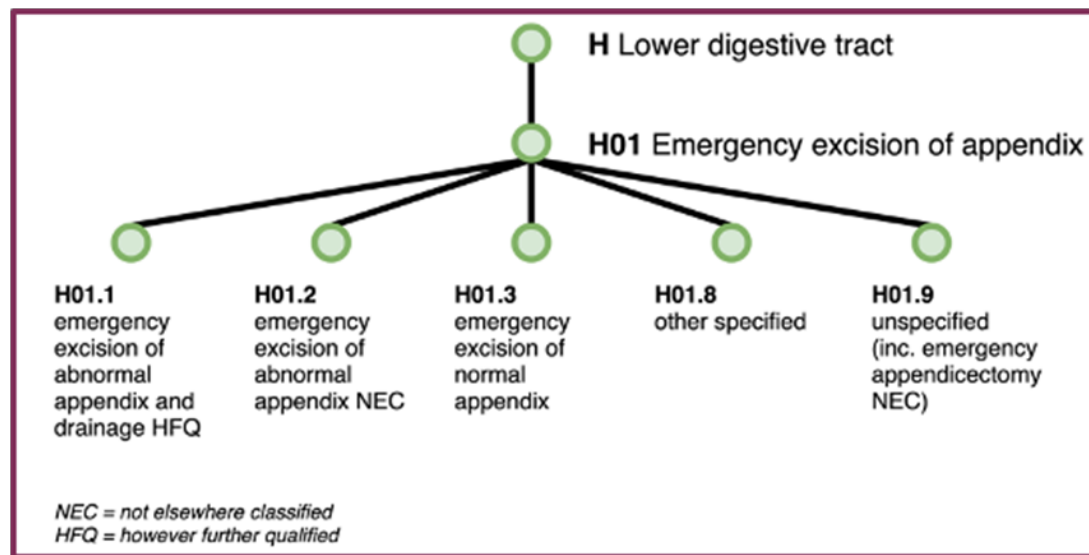 H Lower digestive tract
H01 Emergency excision of appendix
H01.1
emergency
excision of
abnormal
appendix and
drainage HFQ
H01.2
emergency
excision of
abnormal
appendix NEC
H01.3
emergency
excision of
normal
appendix
H01.8
other specified
H01.9
unspecified
(inc. emergency
appendicectomy
NEC)
NEC = not elsewhere classified
HFQ = however further qualified